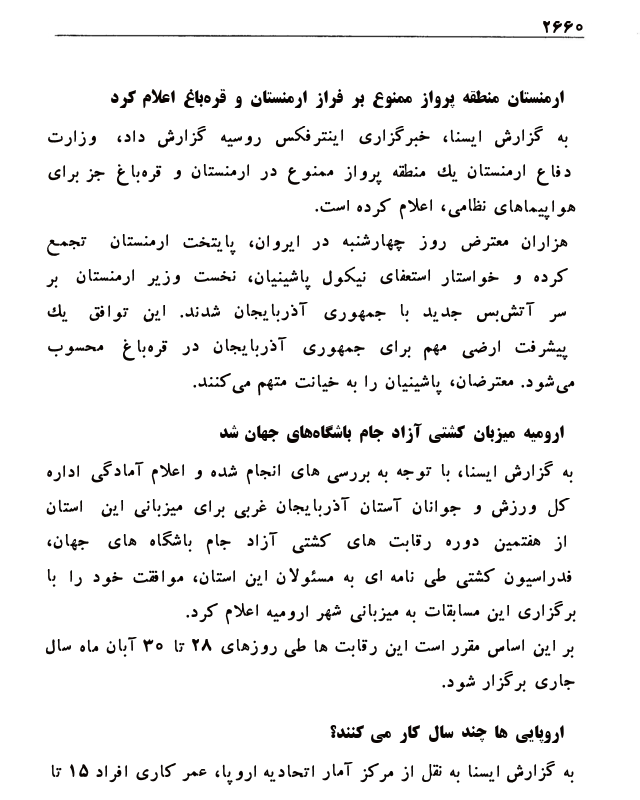 ۲۶۶۰
ارمنستان منطقه پرواز ممنوع بر فراز ارمنستان و قره‌باغ اعلام کرد
به گزارش ایسنا، خبرگزاری اینترفکس روسیه گزارش داد، وزارت
دفاع ارمنستان یك منطقه پرواز ممنوع در ارمنستان و قره‌باغ جز برای
هواپیماهای نظامی، اعلام کرده است.
هزاران معترض روز چهارشنبه در ایروان، پایتخت ارمنستان تجمع
کرده و خواستار استعفای نیکول پاشینیان، نخست وزیر ارمنستان بر
سر آتش‌بس جدید با جمهوری آذربایجان شدند. این توافق یك
پیشرفت ارضی مهم برای جمهوری آذربایجان در قره‌باغ محسوب
می‌شود. معترضان، پاشینیان را به خیانت متهم می‌کنند.
ارومیه میزبان کشتی آزاد جام باشگاه‌های جهان شد
به گزارش ایسنا، با توجه به بررسی های انجام شده و اعلام آمادگی اداره
کل ورزش و جوانان آستان آذربایجان غربی برای میزبانی این استان
از هفتمین دوره رقابت های کشتی آزاد جام باشگاه های جهان،
فدراسیون کشتی طی نامه ای به مسئولان این استان، موافقت خود را با
برگزاری این مسابقات به میزبانی شهر ارومیه اعلام کرد.
بر این اساس مقرر است این رقابت ها طی روزهای ۲۸ تا ۳۰ آبان ماه سال
جاری برگزار شود.
اروپایی ها چند سال کار می کنند؟
به گزارش ایسنا به نقل از مرکز آمار اتحادیه اروپا، عمر کاری افراد ۱۵ تا